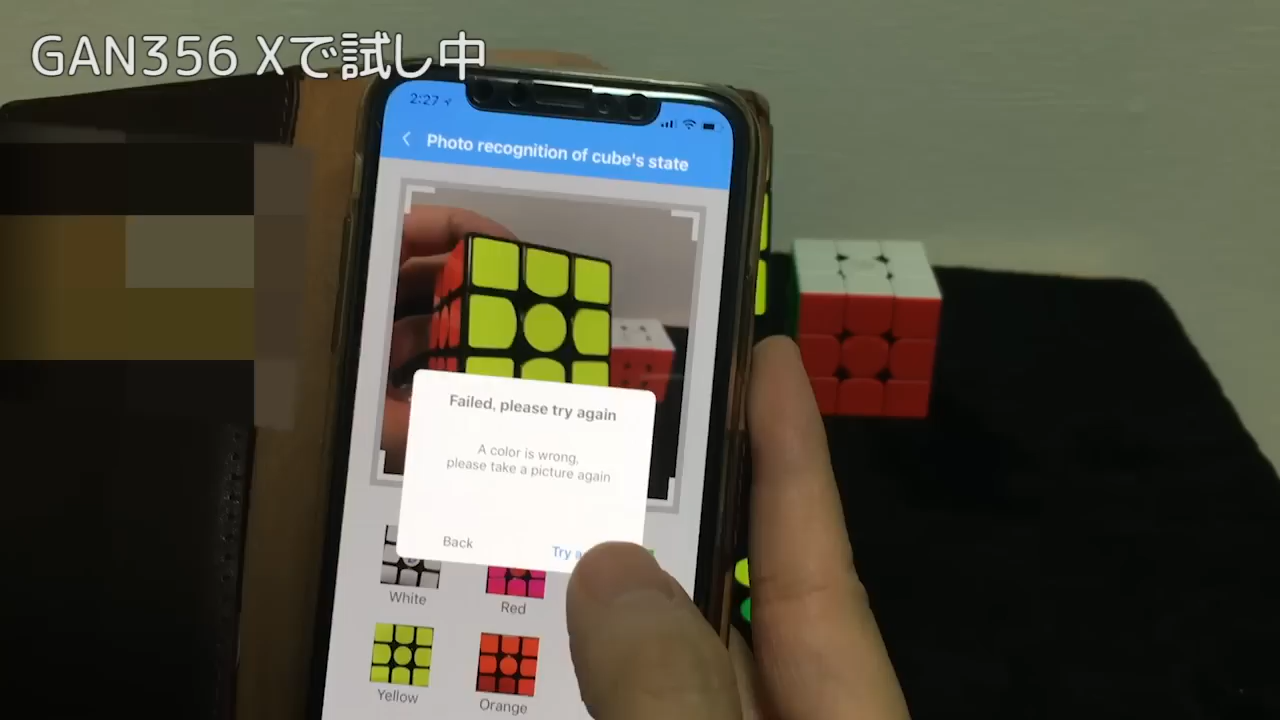 GAN356 Xで試し中
2:27
Photo recognition of cube's state
Failed, please try again
A color is wrong,
please take a picture again
Back
Try a
White
Red
Yellow
Orange